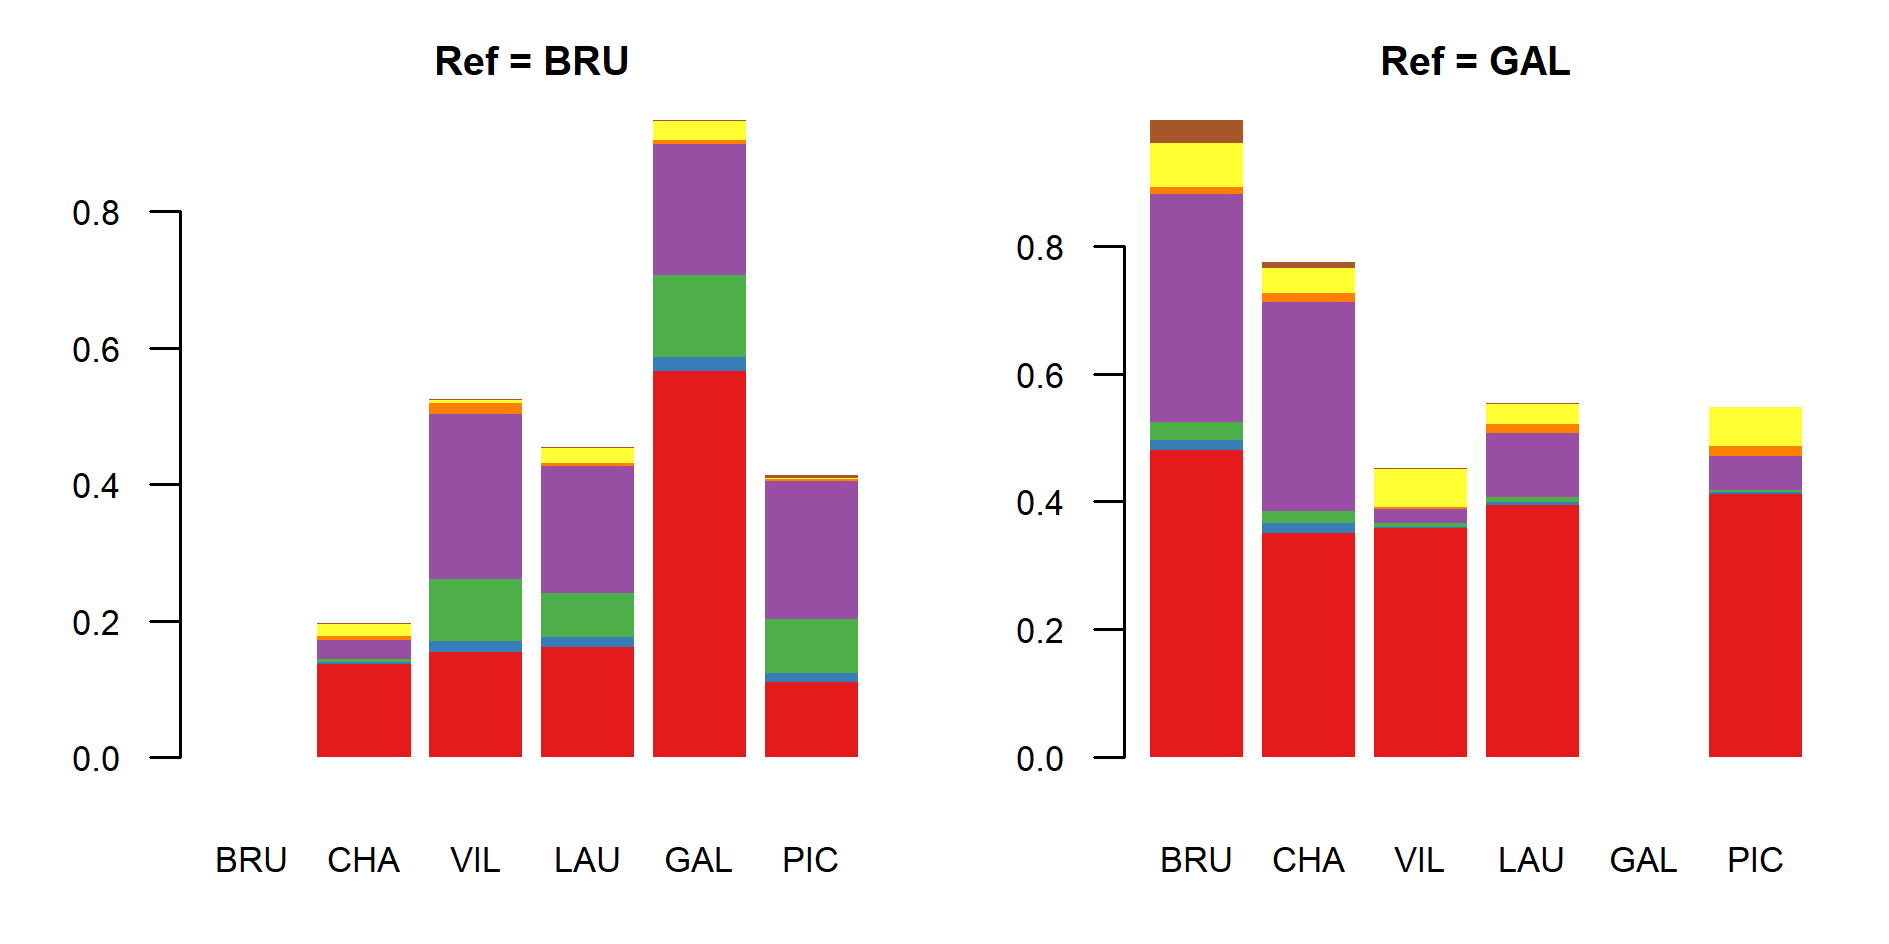 Ref = BRU
0.8
0.6
0.4
0.2
0.0
BRU CHA VIL LAU GAL PIC
Ref = GAL
0.8
0.6
0.4
0.2
0.0
BRU CHA VIL LAU GAL PIC